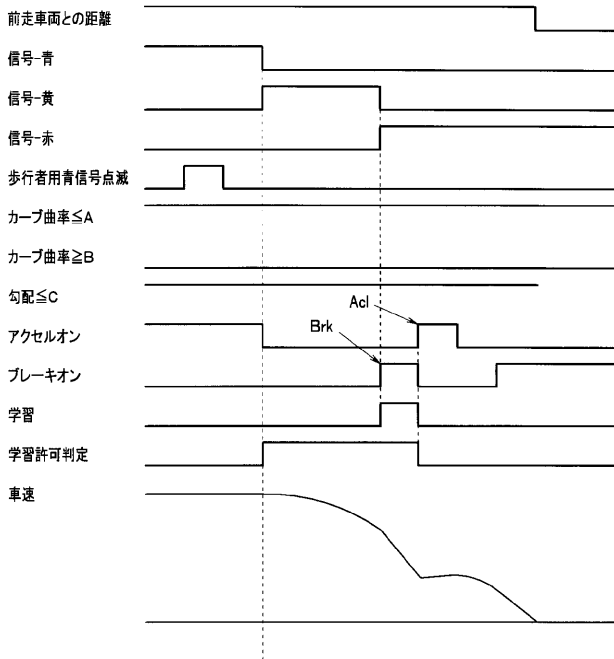 前走車両との距離
信号-青
信号-黄
信号-赤
歩行者用青信号点滅
カーブ曲率≦A
カーブ曲率≧B
勾配≦C
Acl
アクセルオン
Brk
ブレーキオン
学習
学習許可判定
車速